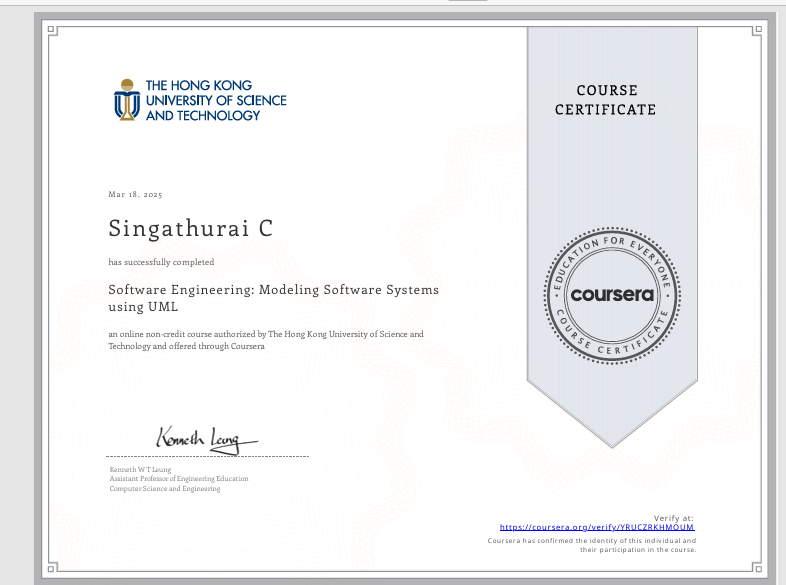 THE HONG KONG
UNIVERSITY OF SCIENCE
AND TECHNOLOGY
COURSE
CERTIFICATE
Mar 18, 2025
Singathurai C
has successfully completed
Software Engineering: Modeling Software Systems
using UML
an online non-credit course authorized by The Hong Kong University of Science and
Technology and offered through Coursera
EDUCATION FOR EVERYONE
coursera
COURSE CERTIFICATE
Kenneth Leung
Kenneth W T Leung
Assistant Professor of Engineering Education
Computer Science and Engineering
Verify at:
https://coursera.org/verify/YRUCZRKHMQUM
Coursera has confirmed the identity of this individual and
their participation in the course.